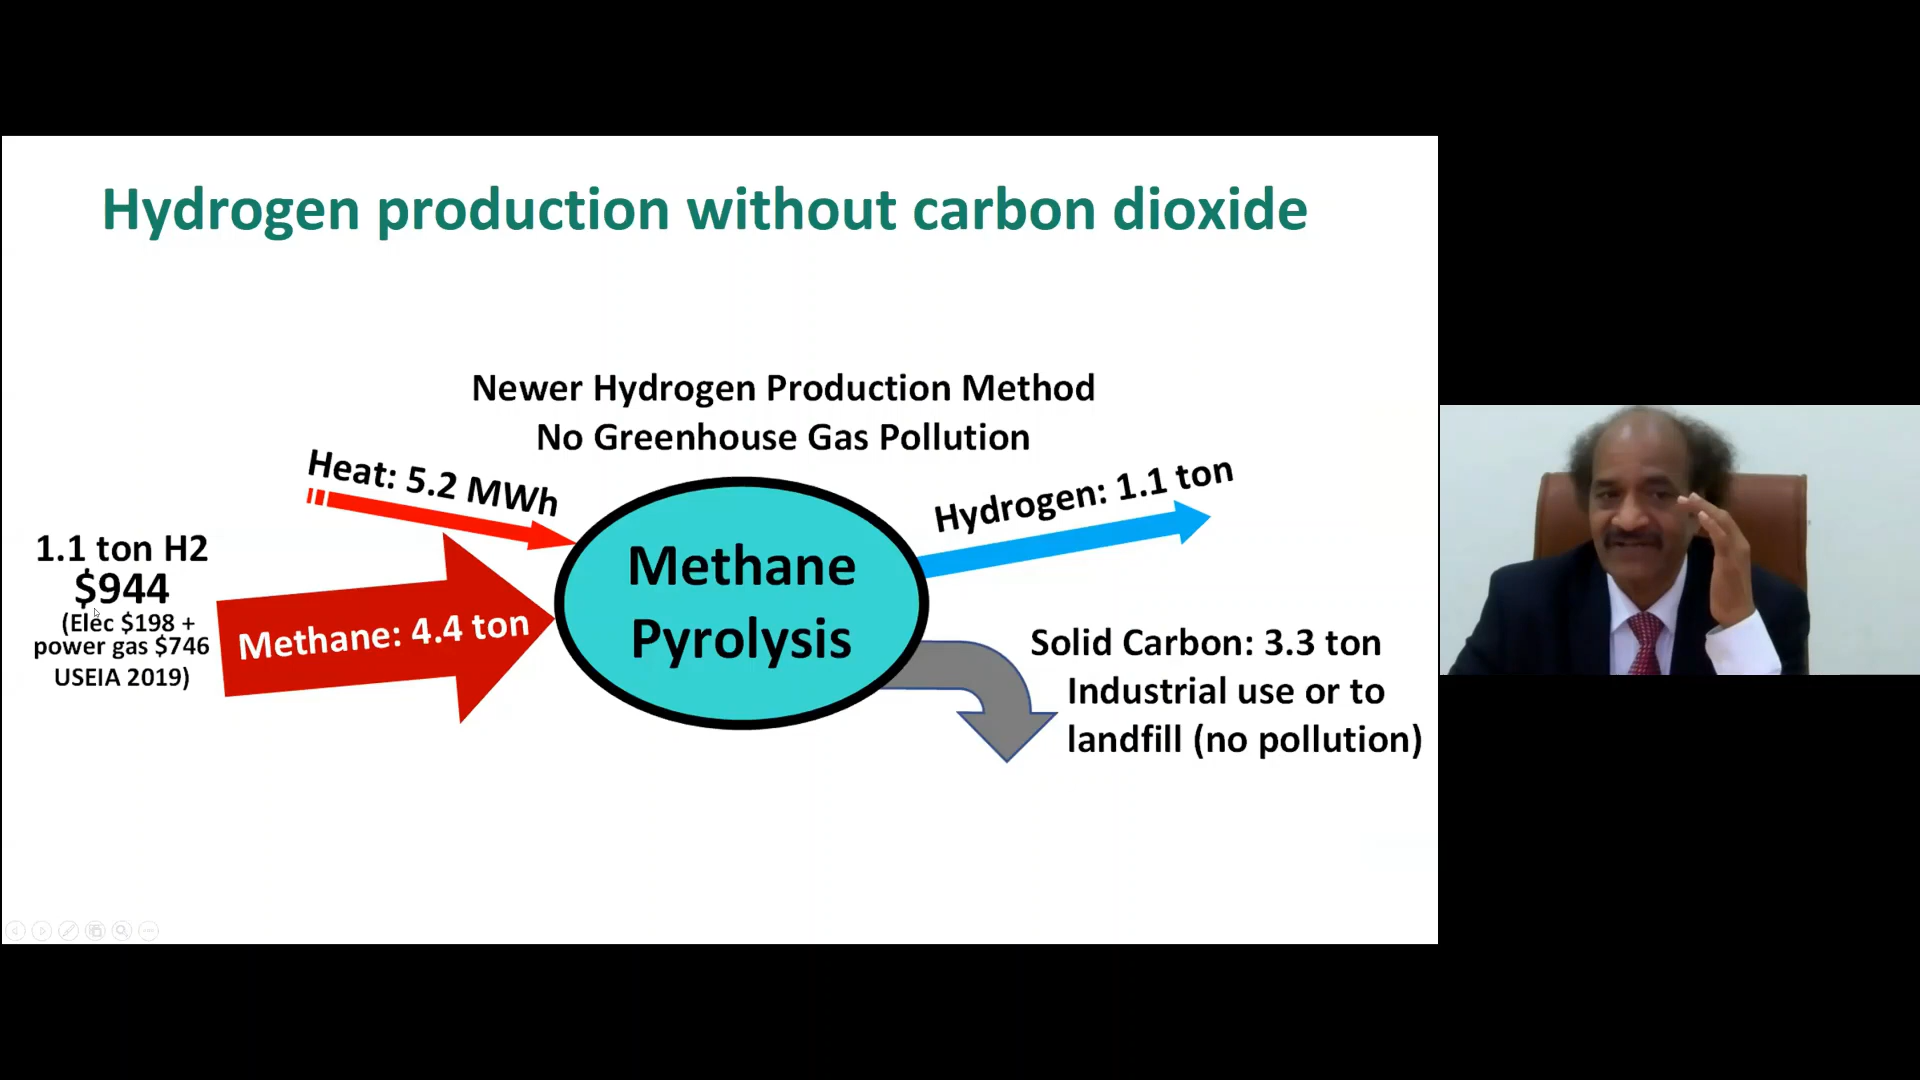 Hydrogen production without carbon dioxide
Newer Hydrogen Production Method
No Greenhouse Gas Pollution
Heat: 5.2 MWh
Hydrogen: 1.1 ton
1.1 ton H2
$944
(Elec $198 +
power gas $746
USEIA 2019)
Methane: 4.4 ton
Methane
Pyrolysis
Solid Carbon: 3.3 ton
Industrial use or to
landfill (no pollution)